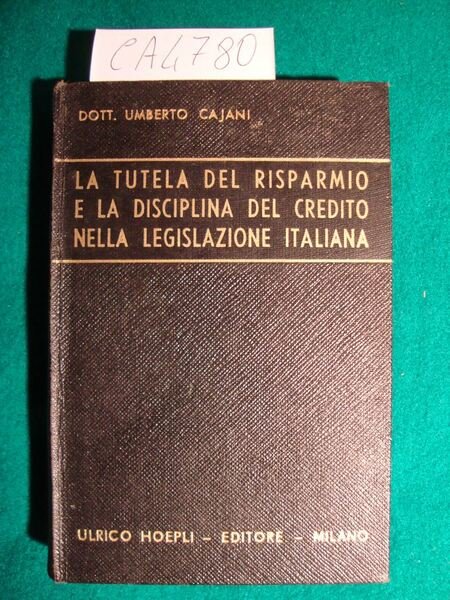 CA4780
DOTT. UMBERTO CAJANI
LA TUTELA DEL RISPARMIO
E LA DISCIPLINA DEL CREDITO
NELLA LEGISLAZIONE ITALIANA
ULRICO HOEPLI - EDITORE - MILANO